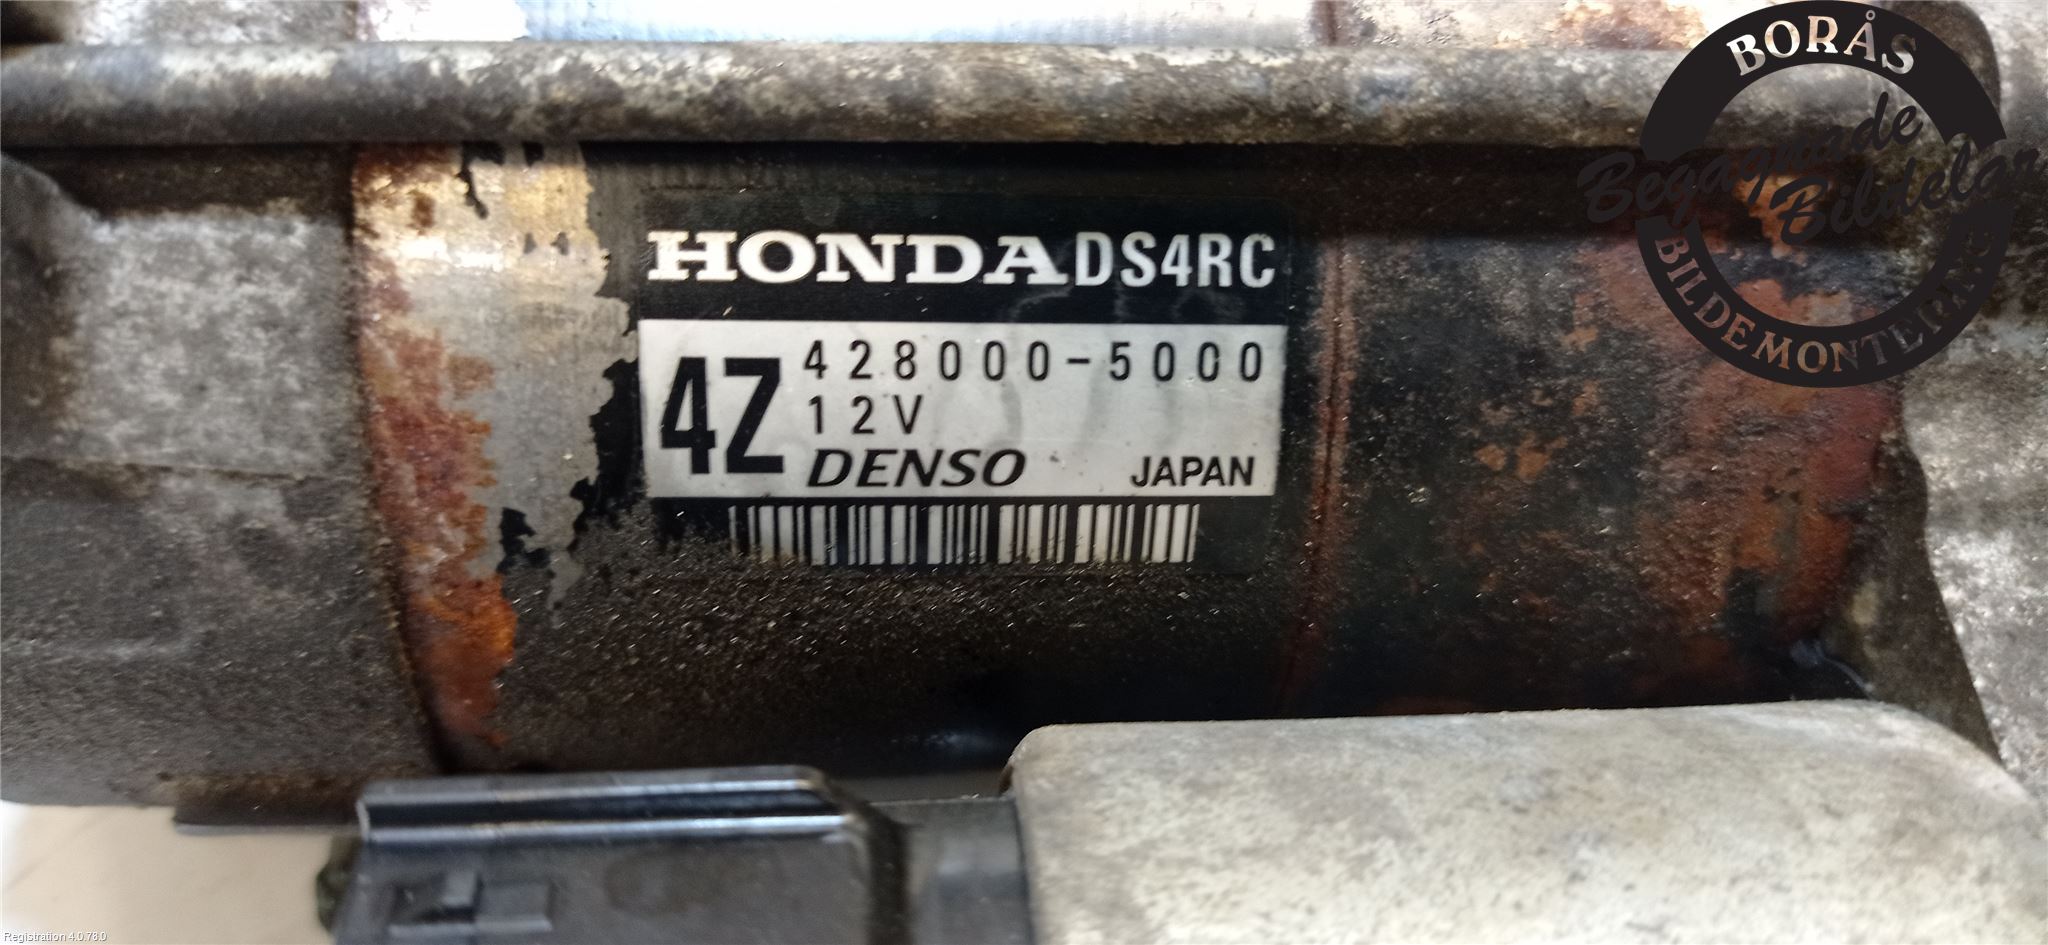 BORÅS
Begagnade
Bildelar
BILDEMONTERING
HONDA DS4RC
4Z
428000-5000
12V
DENSO JAPAN
Registration 4.0.78.0